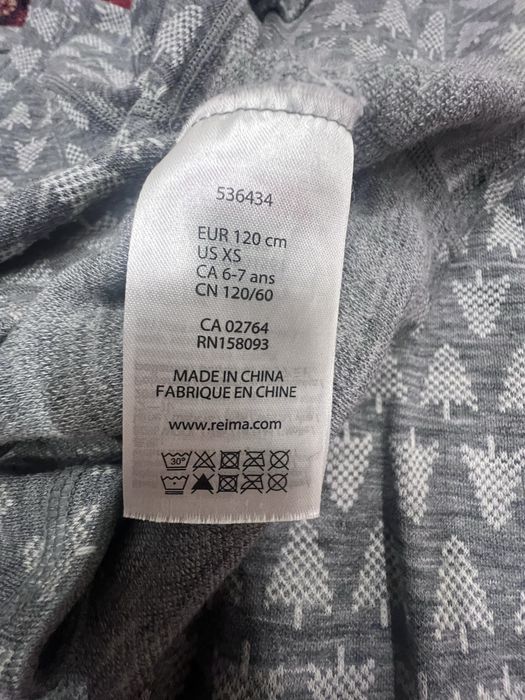 536434
EUR 120 cm
US XS
CA 6-7 ans
CN 120/60
CA 02764
RN158093
MADE IN CHINA
FABRIQUE EN CHINE
www.reima.com
30°